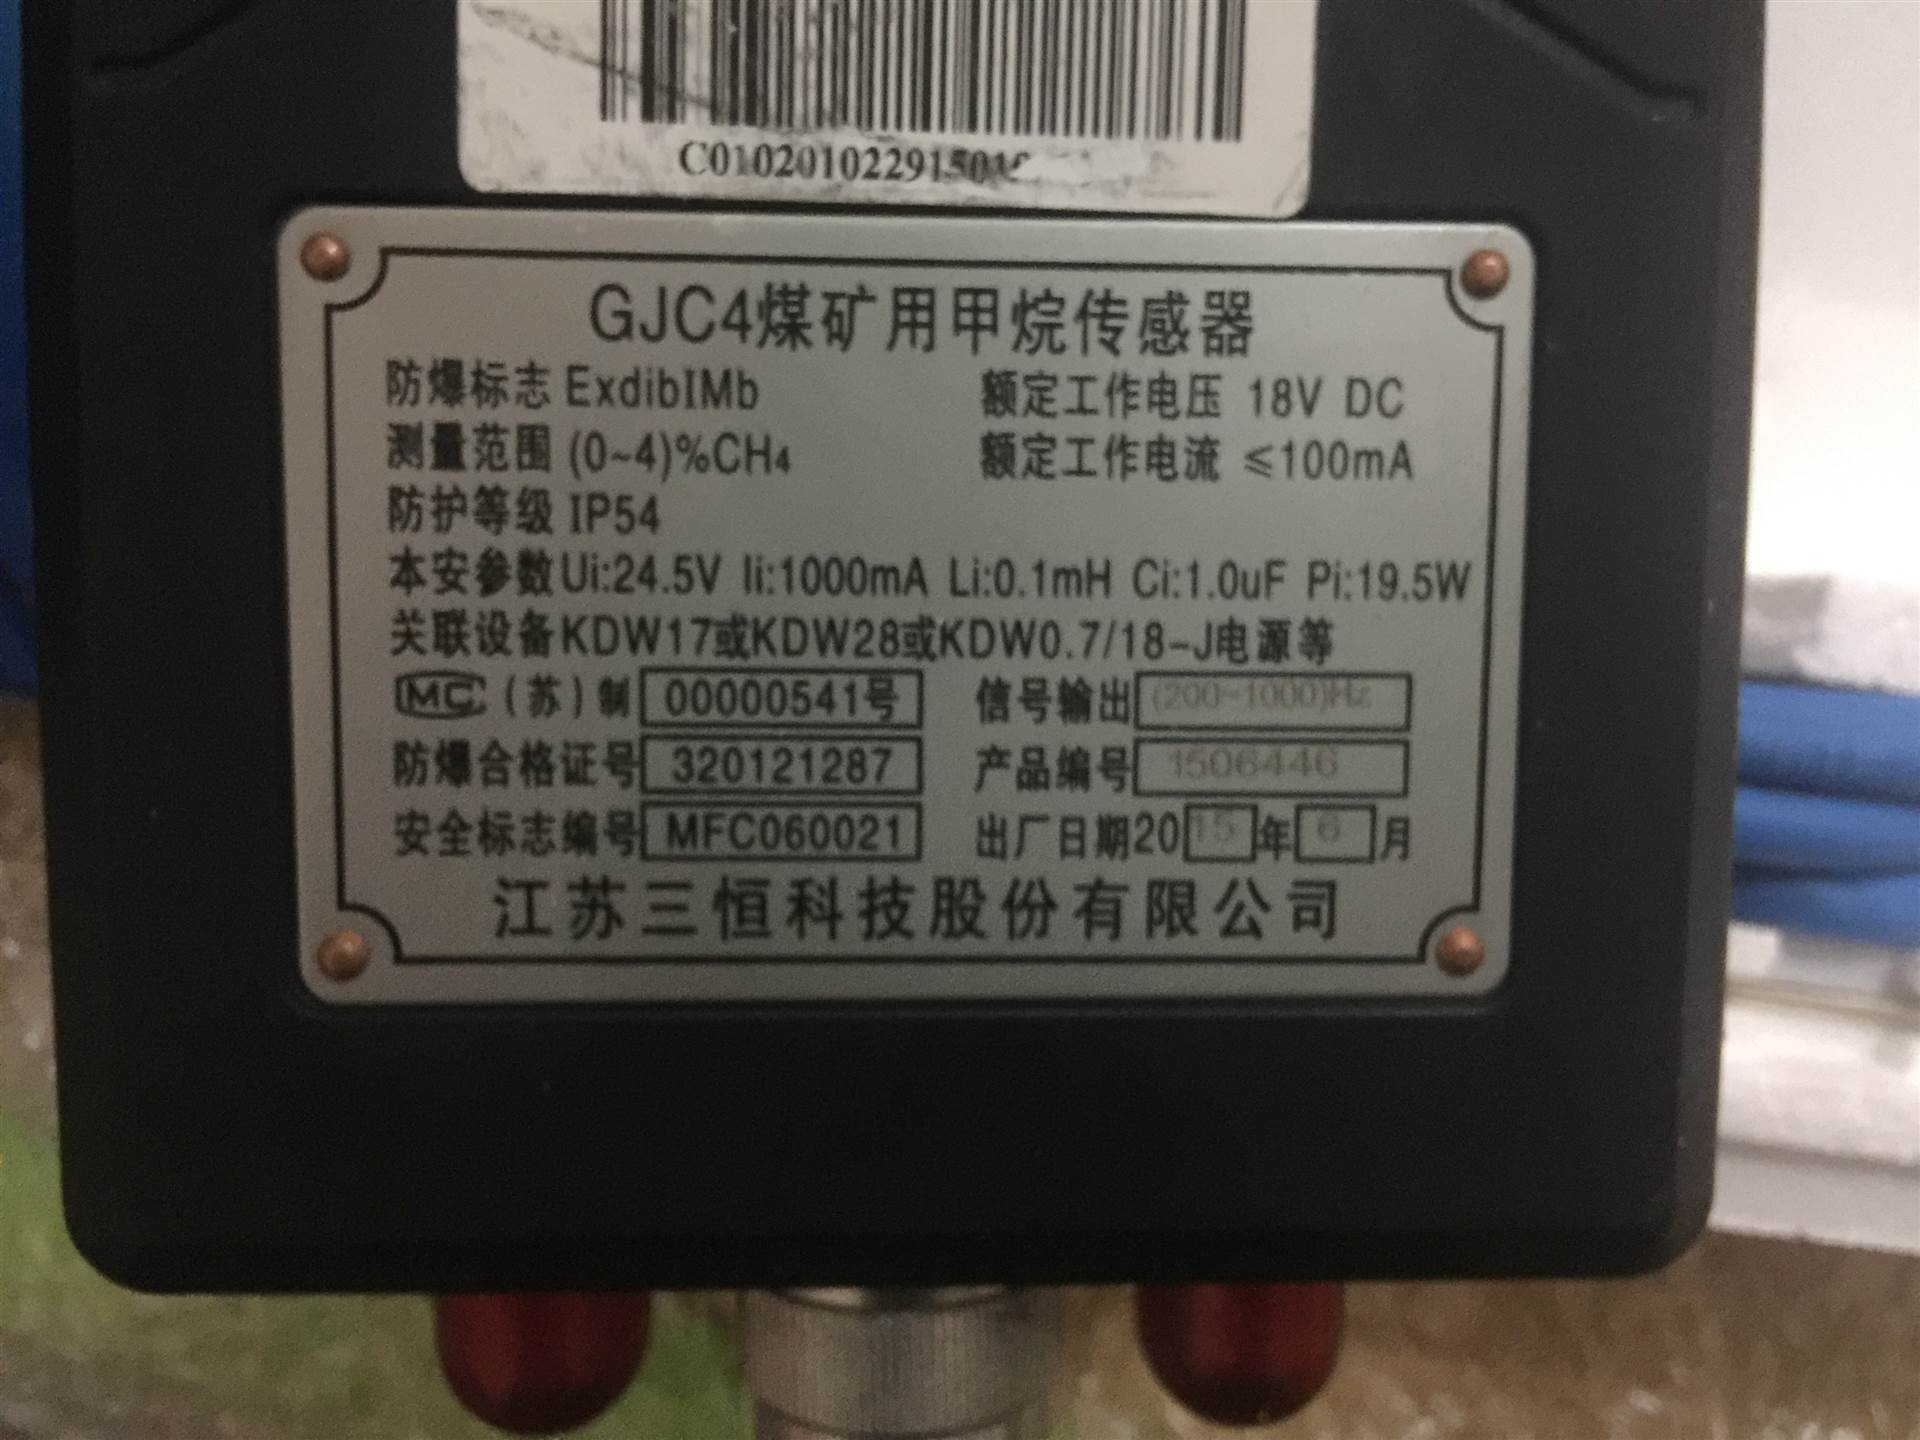 C01020102291501
GJC4煤矿用甲烷传感器
防爆标志 ExdibIMb 额定工作电压 18V DC
测量范围 (0~4)%CH4 额定工作电流 ≤100mA
防护等级 IP54
本安参数Ui:24.5V Ii:1000mA Li:0.1mH Ci:1.0uF Pi:19.5W
关联设备KDW17或KDW28或KDW0.7/18-J电源等
MC (苏)制 00000541号 信号输出 (200-1000)Hz
防爆合格证号 320121287 产品编号 1506446
安全标志编号 MFC060021 出厂日期2015年6月
江苏三恒科技股份有限公司